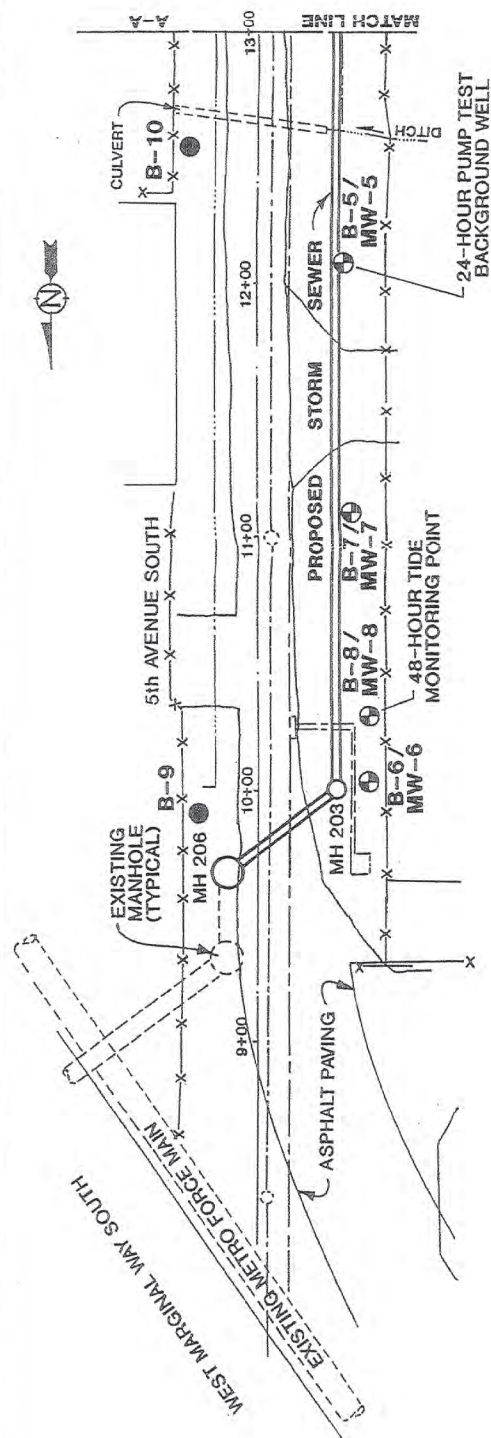 WEST MARGINAL WAY SOUTH
EXISTING METRO FORCE MAIN
EXISTING
MANHOLE
(TYPICAL)
MH 206
B-9
5th AVENUE SOUTH
N
CULVERT
B-10
A-A
MATCH LINE
9+00
10+00
11+00
12+00
13+00
ASPHALT PAVING
MH 203
PROPOSED STORM SEWER
B-6/
MW-6
B-8/
MW-8
48-HOUR TIDE
MONITORING POINT
B-7/
MW-7
B-5/
MW-5
24-HOUR PUMP TEST
BACKGROUND WELL
DITCH